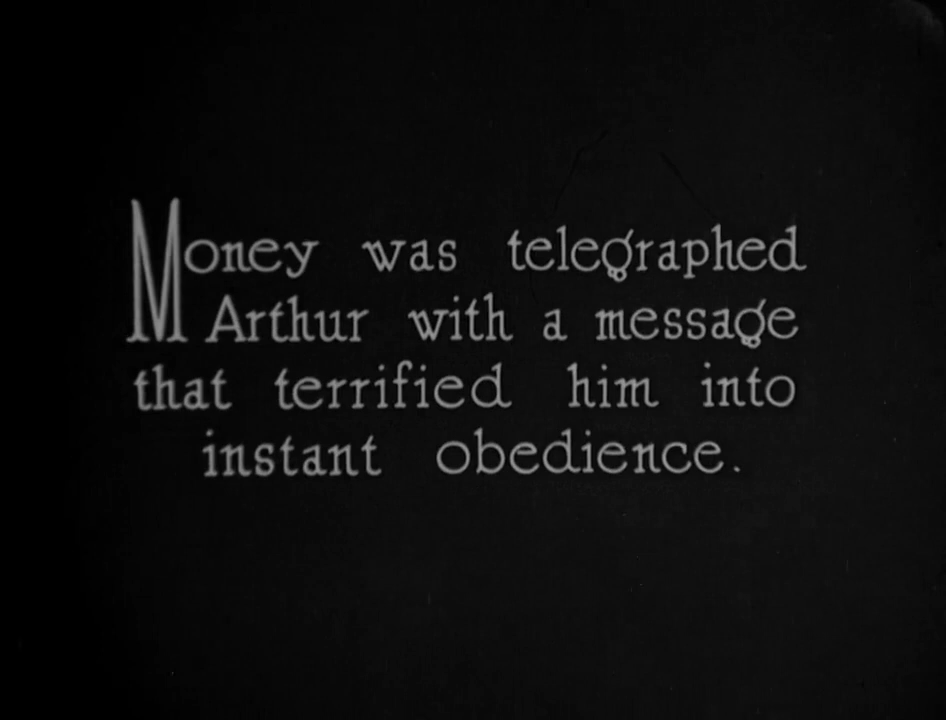 Money was telegraphed
Arthur with a message
that terrified him into
instant obedience.